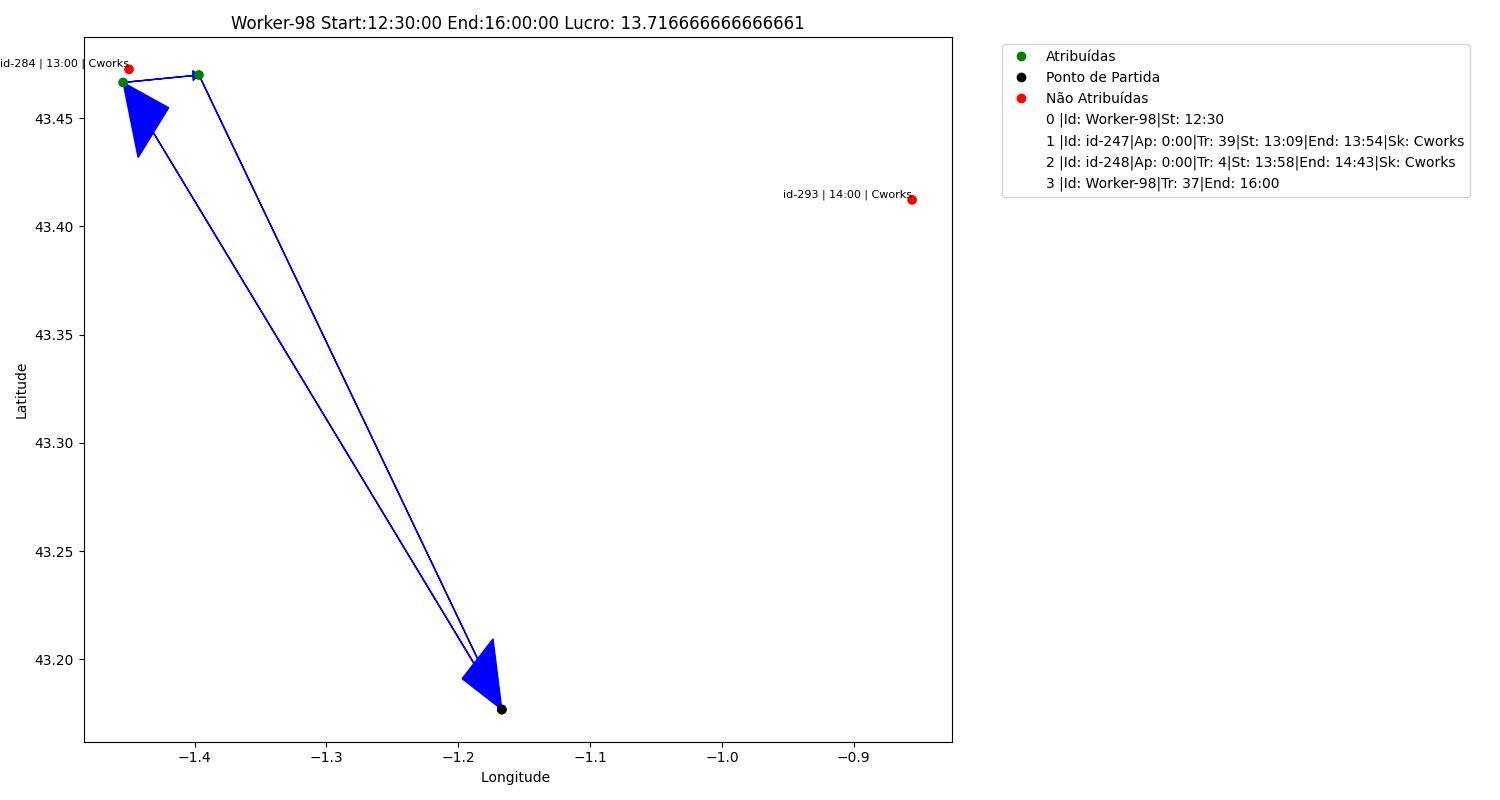 Worker-98 Start:12:30:00 End:16:00:00 Lucro: 13.716666666666661
id-284 | 13:00 | Cworks
id-293 | 14:00 | Cworks
43.45
43.40
43.35
43.30
43.25
43.20
Latitude
−1.4
−1.3
−1.2
−1.1
−1.0
−0.9
Longitude
Atribuídas
Ponto de Partida
Não Atribuídas
0 |Id: Worker-98|St: 12:30
1 |Id: id-247|Ap: 0:00|Tr: 39|St: 13:09|End: 13:54|Sk: Cworks
2 |Id: id-248|Ap: 0:00|Tr: 4|St: 13:58|End: 14:43|Sk: Cworks
3 |Id: Worker-98|Tr: 37|End: 16:00